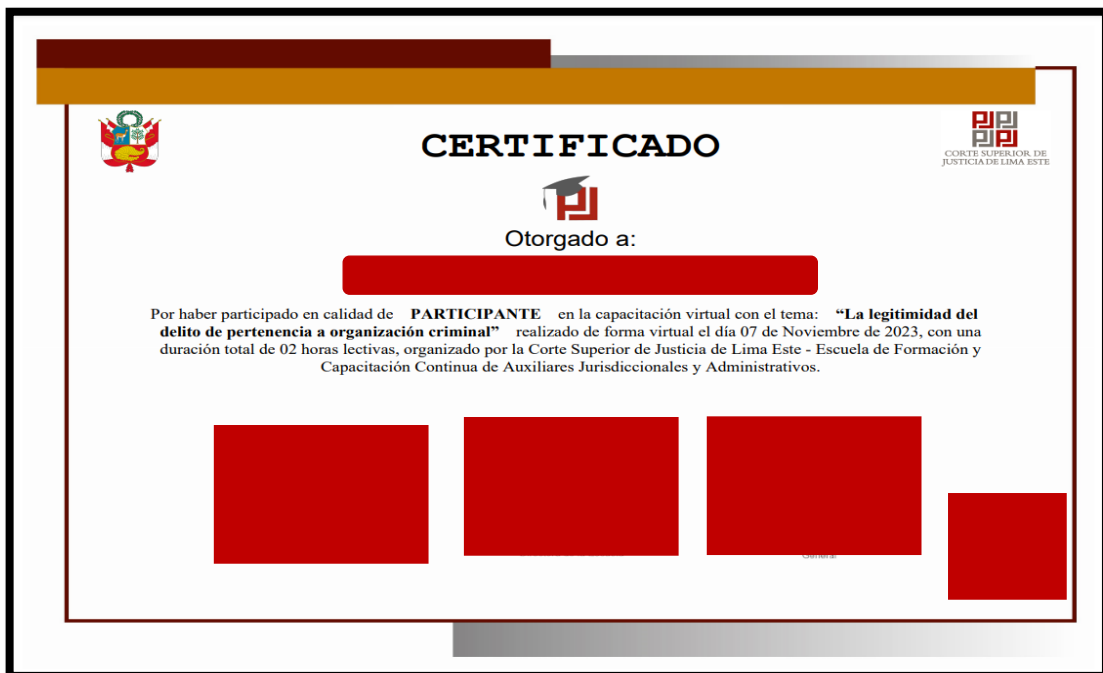 CERTIFICADO
CORTE SUPERIOR DE
JUSTICIA DE LIMA ESTE
Otorgado a:
Por haber participado en calidad de PARTICIPANTE en la capacitación virtual con el tema: “La legitimidad del
delito de pertenencia a organización criminal” realizado de forma virtual el día 07 de Noviembre de 2023, con una
duración total de 02 horas lectivas, organizado por la Corte Superior de Justicia de Lima Este - Escuela de Formación y
Capacitación Continua de Auxiliares Jurisdiccionales y Administrativos.